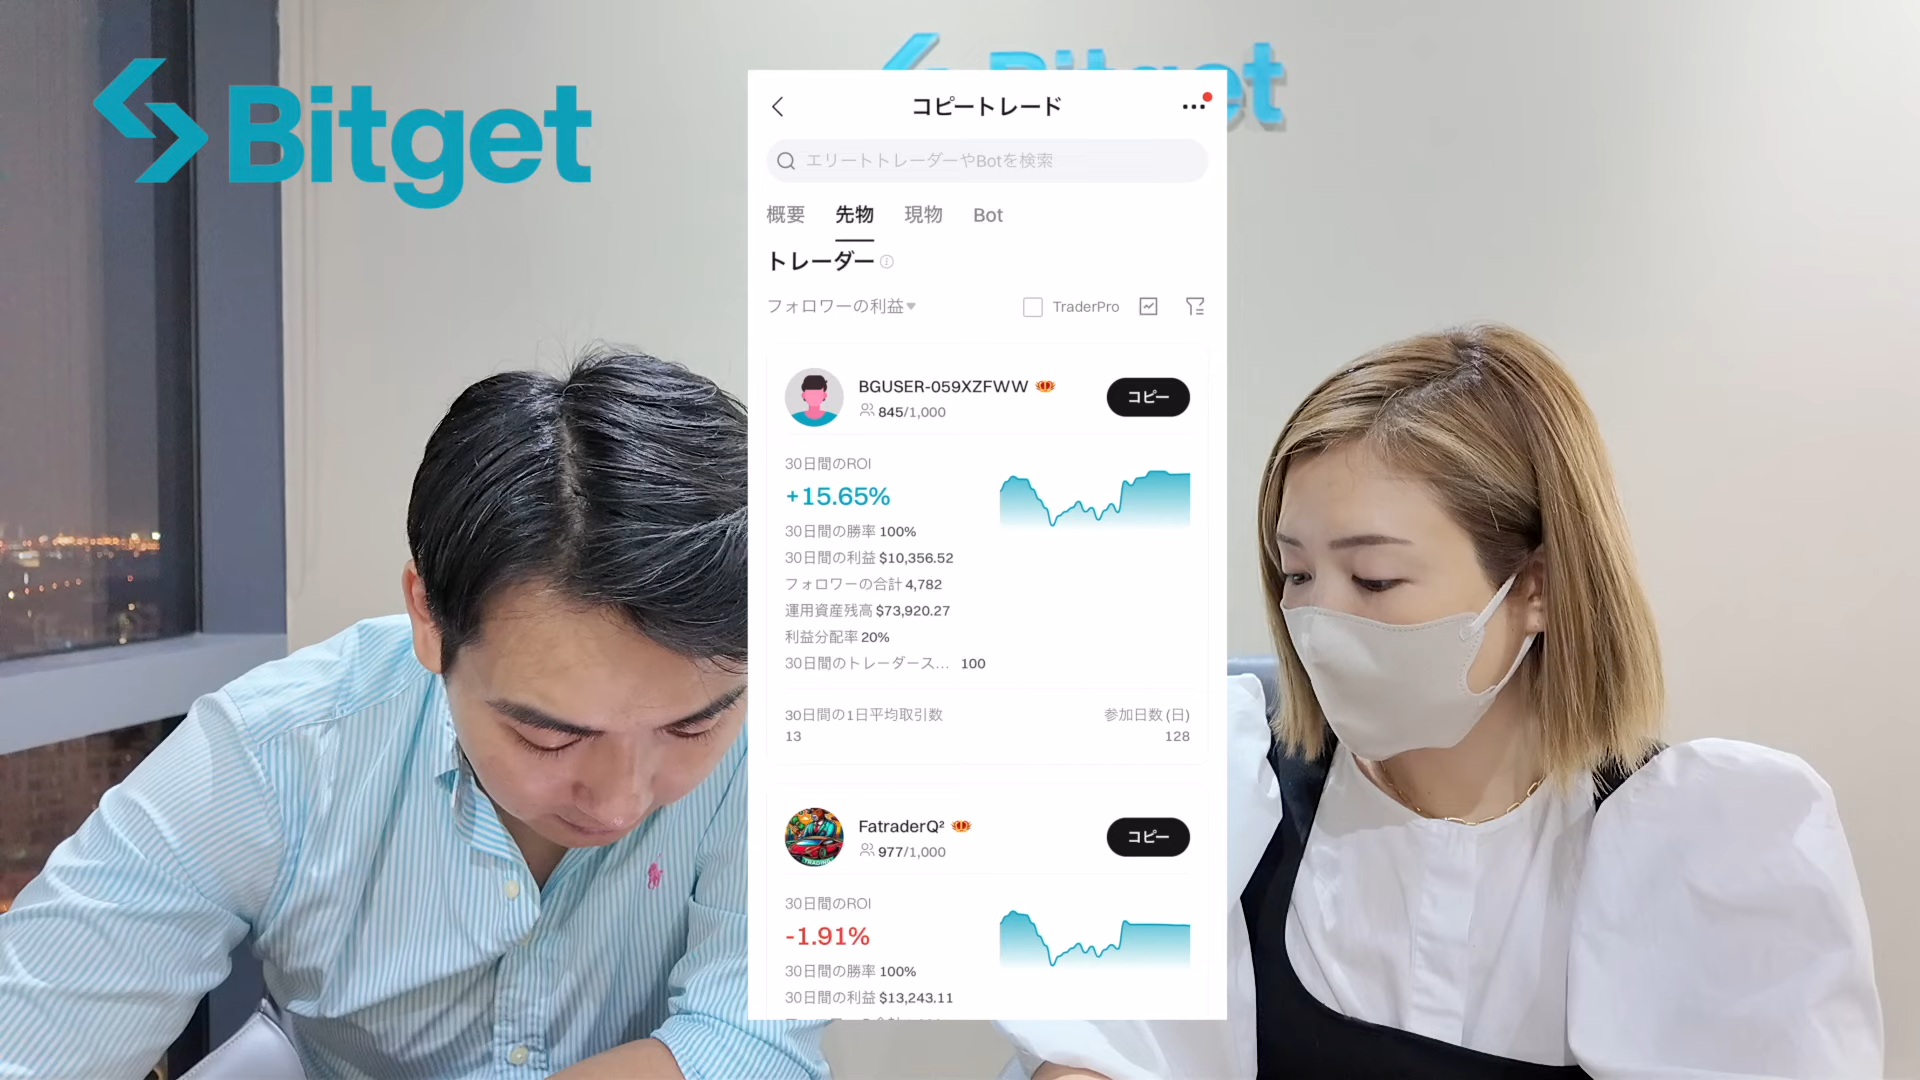 Bitget
コピートレード
エリートトレーダーやBotを検索
概要 先物 現物 Bot
トレーダー
フォロワーの利益 TraderPro
BGUSER-059XZFWW
845/1,000
コピー
30日間のROI
+15.65%
30日間の勝率 100%
30日間の利益 $10,356.52
フォロワーの合計 4,782
運用資産残高 $73,920.27
利益分配率 20%
30日間のトレーダース... 100
30日間の1日平均取引数 参加日数 (日)
13 128
FatraderQ²
977/1,000
コピー
TRADING
30日間のROI
-1.91%
30日間の勝率 100%
30日間の利益 $13,243.11